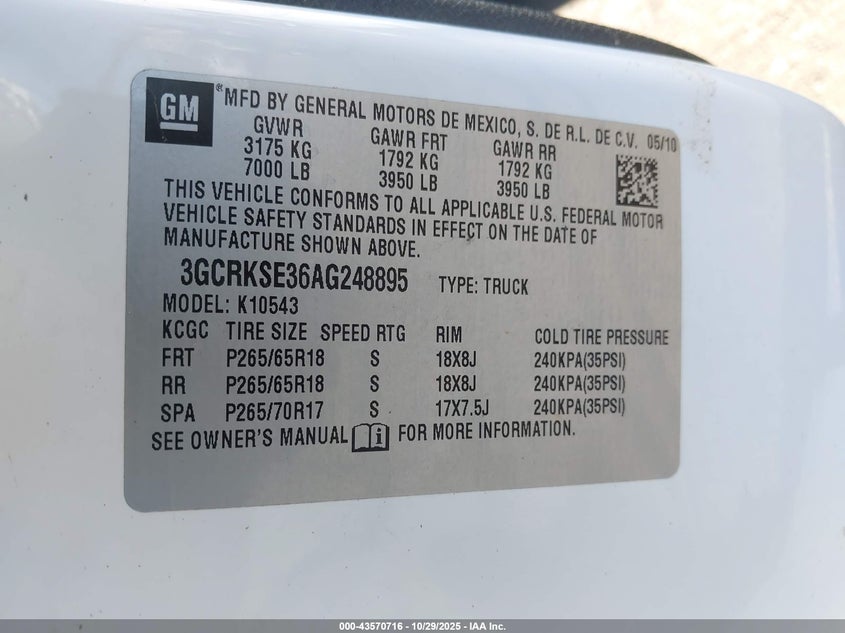 GM
® MFD BY GENERAL MOTORS DE MEXICO, S. DE R.L. DE C.V. 05/10
GVWR GAWR FRT GAWR RR
3175 KG 1792 KG 1792 KG
7000 LB 3950 LB 3950 LB
THIS VEHICLE CONFORMS TO ALL APPLICABLE U.S. FEDERAL MOTOR
VEHICLE SAFETY STANDARDS IN EFFECT ON THE DATE OF
MANUFACTURE SHOWN ABOVE.
3GCRKSE36AG248895 TYPE: TRUCK
MODEL: K10543
KCGC TIRE SIZE SPEED RTG RIM COLD TIRE PRESSURE
FRT P265/65R18 S 18X8J 240KPA(35PSI)
RR P265/65R18 S 18X8J 240KPA(35PSI)
SPA P265/70R17 S 17X7.5J 240KPA(35PSI)
SEE OWNER'S MANUAL i FOR MORE INFORMATION.
000-43570716 - 10/29/2025 - IAA Inc.